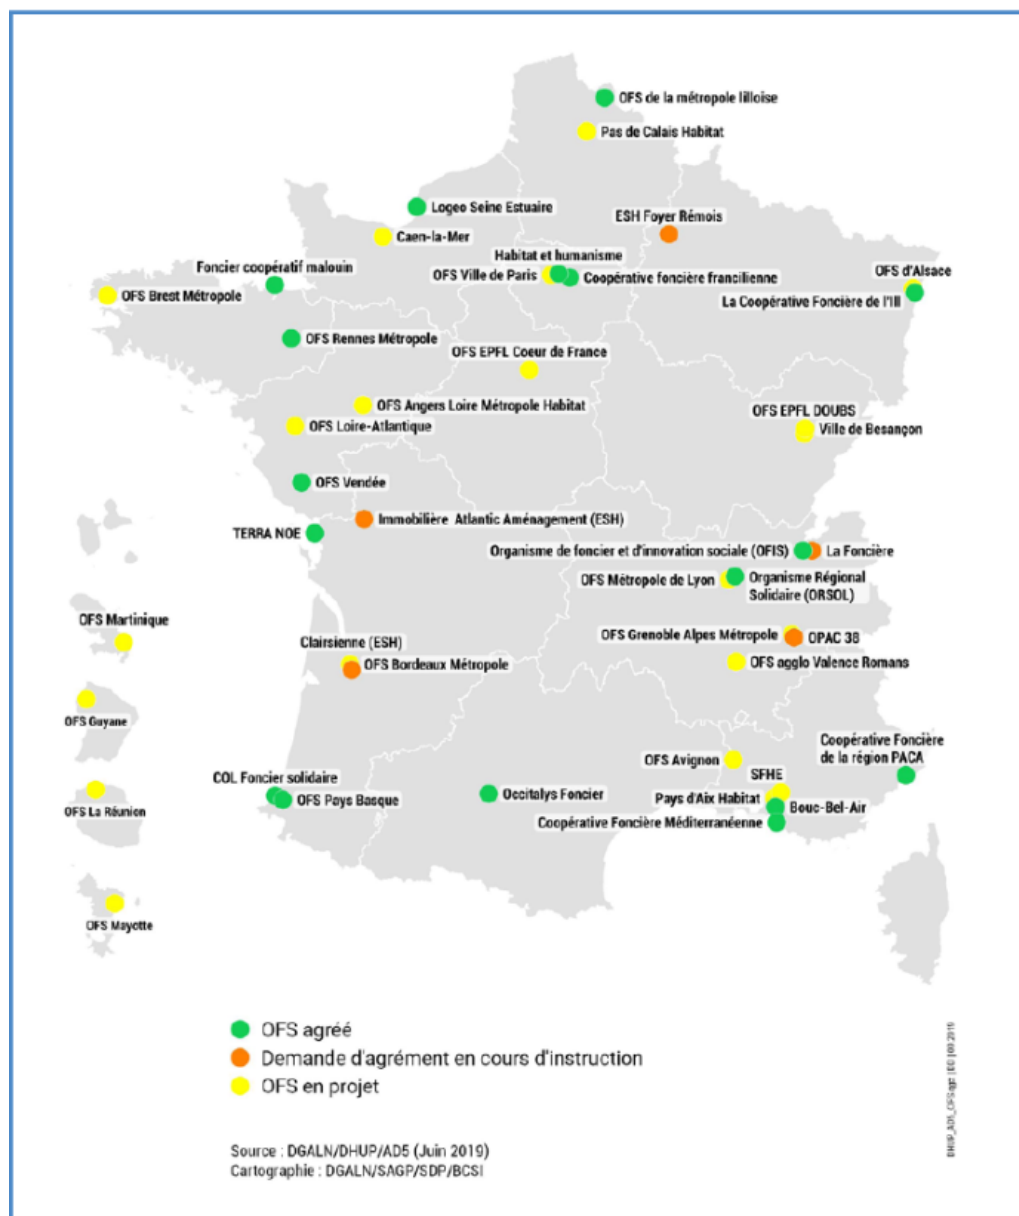 OFS de la métropole lilloise
Pas de Calais Habitat
Logeo Seine Estuaire
ESH Foyer Rémois
Caen-la-Mer
Habitat et humanisme
Foncier coopératif malouin
OFS Ville de Paris
Coopérative foncière francilienne
OFS d'Alsace
OFS Brest Métropole
La Coopérative Foncière de l'Ill
OFS Rennes Métropole
OFS EPFL Coeur de France
OFS Angers Loire Métropole Habitat
OFS EPFL DOUBS
OFS Loire-Atlantique
Ville de Besançon
OFS Vendée
Immobilière Atlantic Aménagement (ESH)
TERRA NOE
Organisme de foncier et d'innovation sociale (OFIS)
La Foncière
OFS Métropole de Lyon
Organisme Régional
Solidaire (ORSOL)
OFS Martinique
OFS Grenoble Alpes Métropole
OPAC 38
Clairsienne (ESH)
OFS Bordeaux Métropole
OFS agglo Valence Romans
OFS Guyane
Coopérative Foncière
de la région PACA
OFS Avignon
SFHE
COL Foncier solidaire
OFS Pays Basque
Occitalys Foncier
Pays d'Aix Habitat
Bouc-Bel-Air
OFS La Réunion
Coopérative Foncière Méditerranéenne
OFS Mayotte
OFS agréé
Demande d'agrément en cours d'instruction
OFS en projet
Source : DGALN/DHUP/AD5 (Juin 2019)
Cartographie : DGALN/SAGP/SDP/BCSI